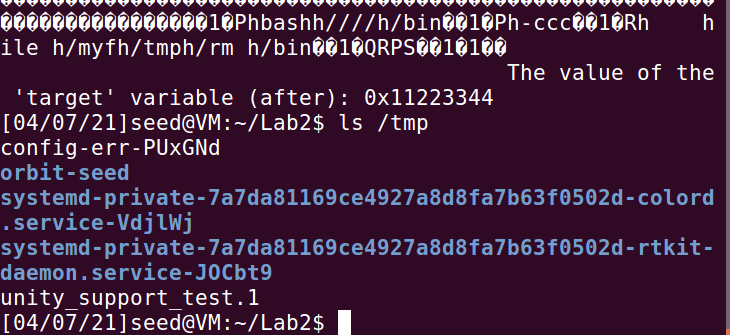 ������������������������������������������������������
����������������1�Phbashh////h/bin��1�Ph-ccc��1�Rh    h
ile h/myfh/tmph/rm h/bin��1�QRPS��1�1��
The value of the
 'target' variable (after): 0x11223344
[04/07/21]seed@VM:~/Lab2$ ls /tmp
config-err-PUxGNd
orbit-seed
systemd-private-7a7da81169ce4927a8d8fa7b63f0502d-colord
.service-VdjlWj
systemd-private-7a7da81169ce4927a8d8fa7b63f0502d-rtkit-
daemon.service-JOCbt9
unity_support_test.1
[04/07/21]seed@VM:~/Lab2$